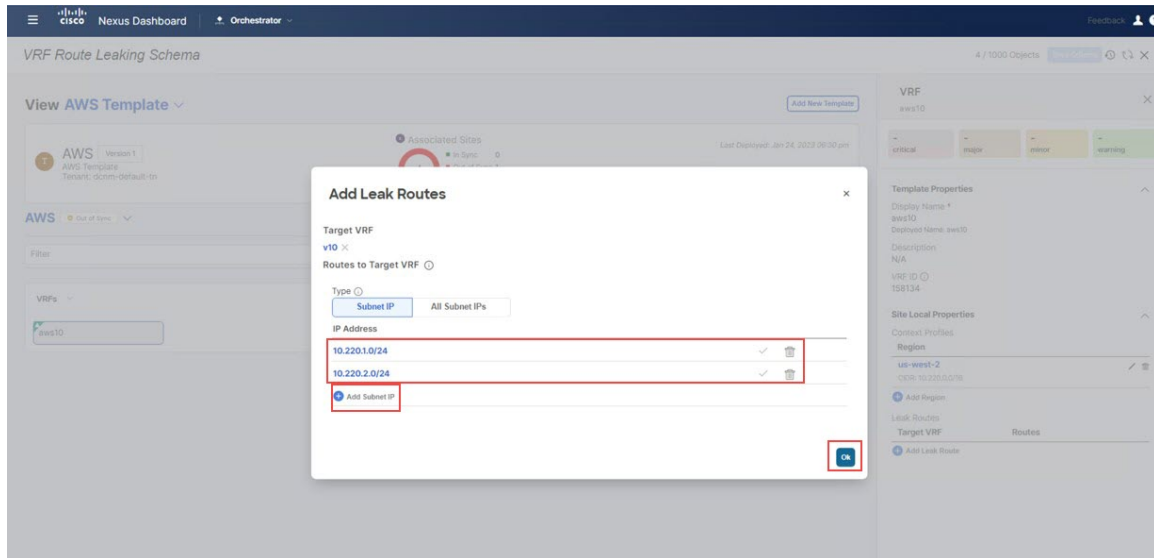 cisco Nexus Dashboard Orchestrator Feedback
VRF Route Leaking Schema
4 / 1000 Objects
View AWS Template
Add New Template
AWS Version 1
AWS Template
Tenant: dcnm-default-tn
Associated Sites
In Sync 0
Last Deployed: Jan 24, 2023 06:50 pm
AWS Out of Sync
Filter
VRFs
aws10
Add Leak Routes
Target VRF
v10
Routes to Target VRF
Type
Subnet IP All Subnet IPs
IP Address
10.220.1.0/24
10.220.2.0/24
Add Subnet IP
Ok
VRF
aws10
critical major minor warning
Template Properties
Display Name *
aws10
Deployed Name: aws10
Description
N/A
VRF ID
158134
Site Local Properties
Context Profiles
Region
us-west-2
CIDR: 10.220.0.0/16
Add Region
Leak Routes
Target VRF Routes
Add Leak Route